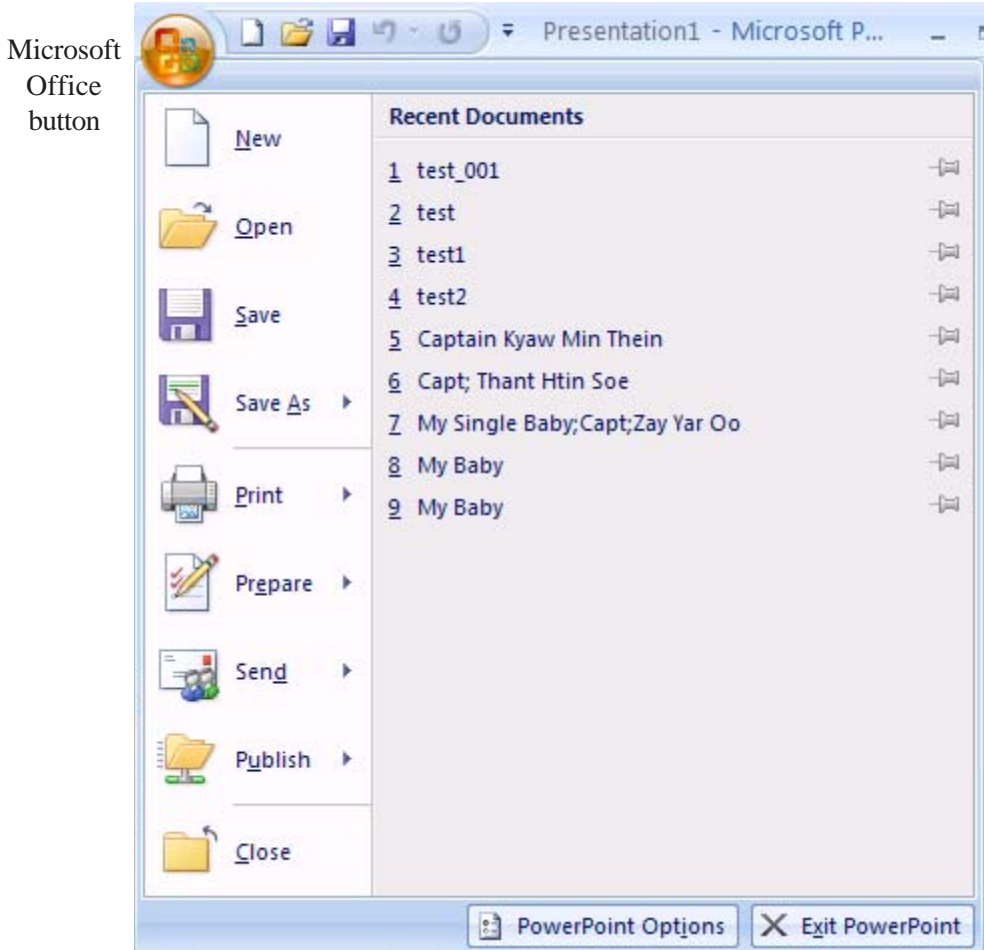 Microsoft
Office
button
Presentation1 - Microsoft P...
New
Open
Save
Save As
Print
Prepare
Send
Publish
Close
Recent Documents
1 test_001
2 test
3 test1
4 test2
5 Captain Kyaw Min Thein
6 Capt; Thant Htin Soe
7 My Single Baby;Capt;Zay Yar Oo
8 My Baby
9 My Baby
PowerPoint Options
Exit PowerPoint